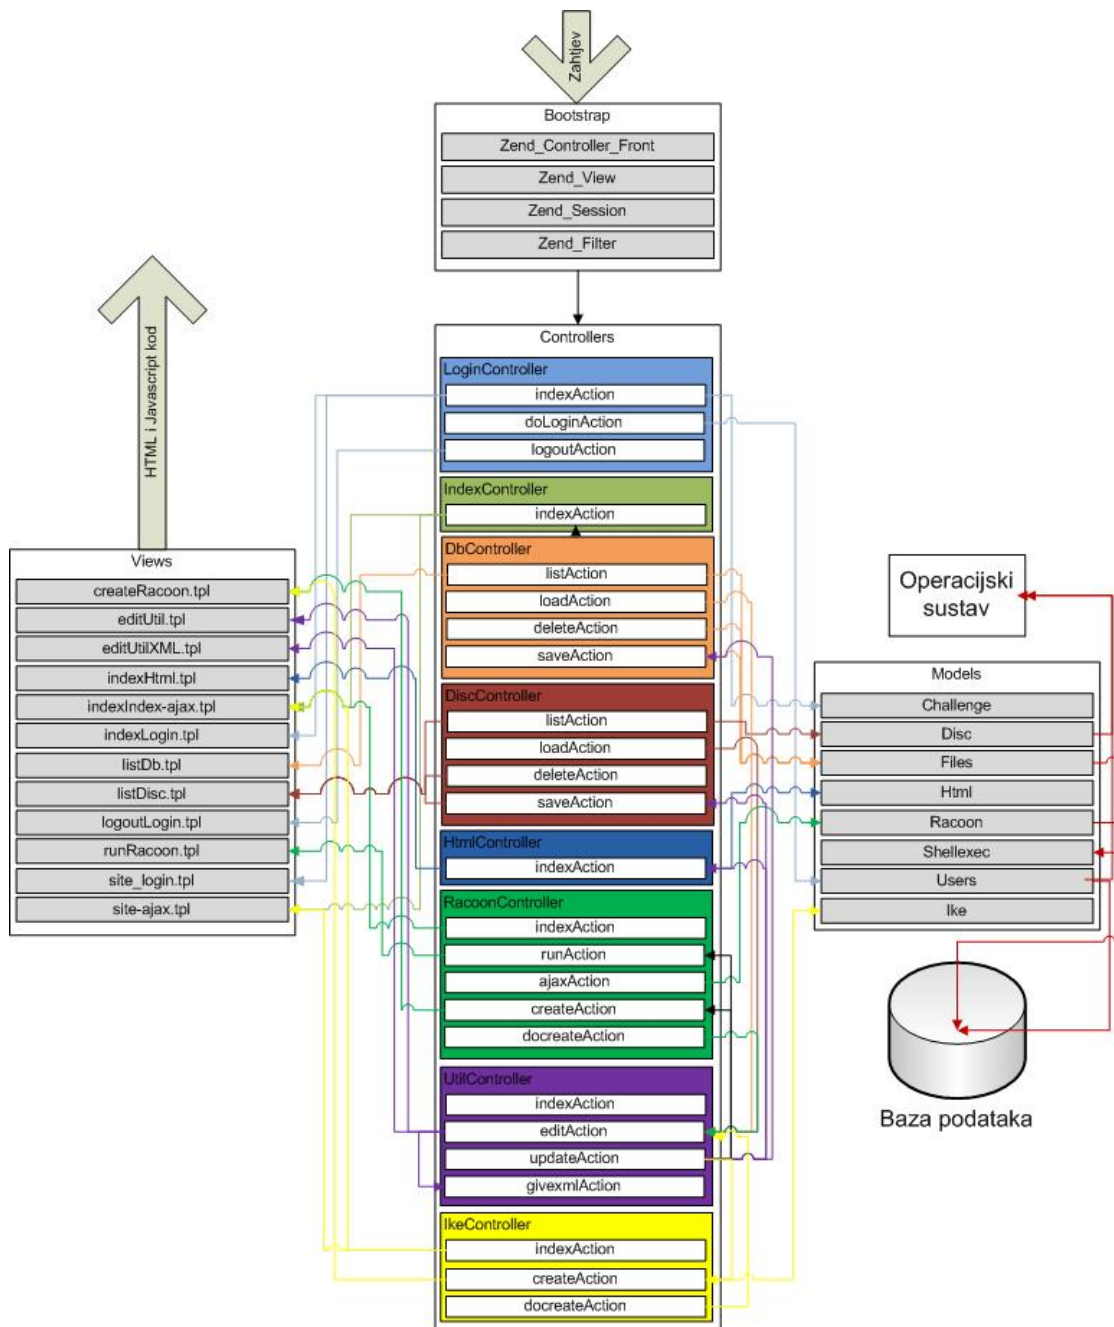 Zahtjev
Bootstrap
Zend_Controller_Front
Zend_View
Zend_Session
Zend_Filter
HTML i Javascript kod
Controllers
LoginController
indexAction
doLoginAction
logoutAction
IndexController
indexAction
DbController
listAction
loadAction
deleteAction
saveAction
DiscController
listAction
loadAction
deleteAction
saveAction
HtmlController
indexAction
RacoonController
indexAction
runAction
ajaxAction
createAction
docreateAction
UtilController
indexAction
editAction
updateAction
givexmlAction
IkeController
indexAction
createAction
docreateAction
Views
createRacoon.tpl
editUtil.tpl
editUtilXML.tpl
indexHtml.tpl
indexIndex-ajax.tpl
indexLogin.tpl
listDb.tpl
listDisc.tpl
logoutLogin.tpl
runRacoon.tpl
site_login.tpl
site-ajax.tpl
Operacijski
sustav
Models
Challenge
Disc
Files
Html
Racoon
Shellexec
Users
Ike
Baza podataka